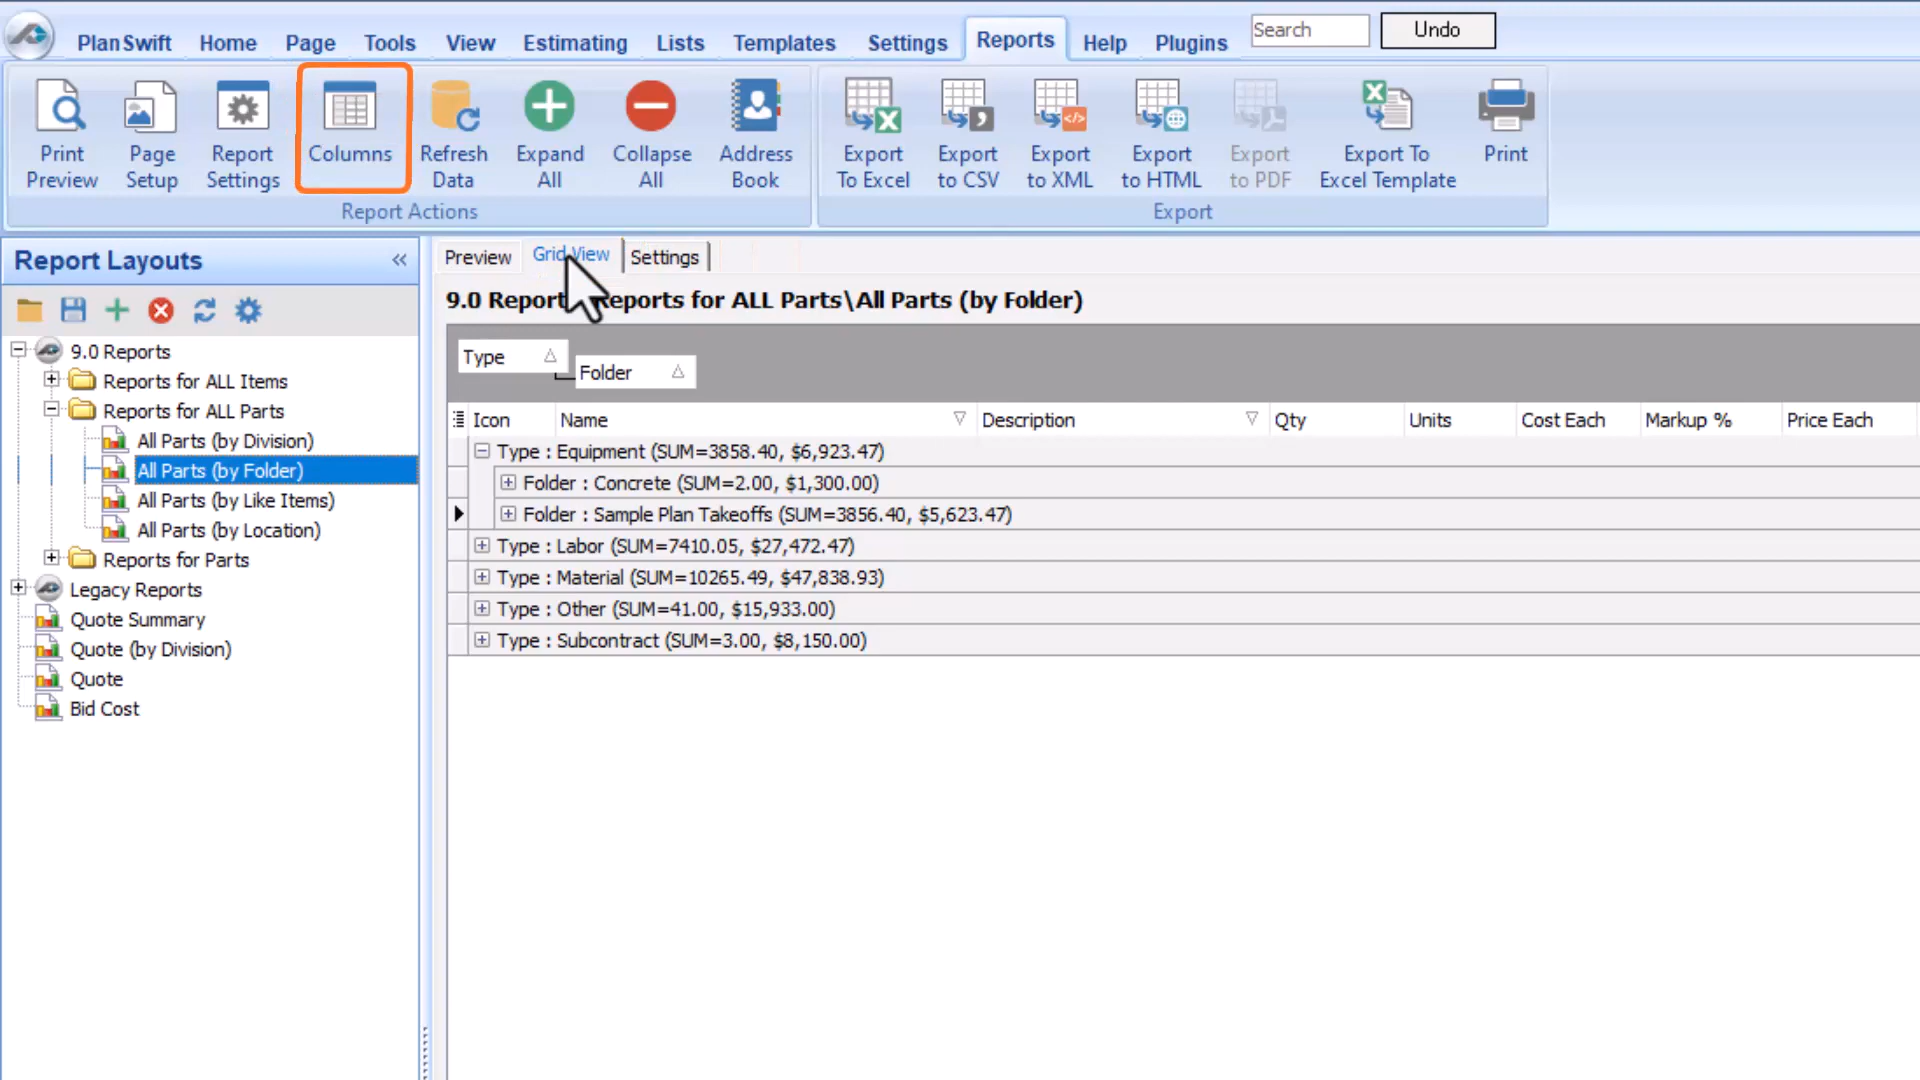 PlanSwift Home Page Tools View Estimating Lists Templates Settings Reports Help Plugins Search Undo
Print Preview Page Setup Report Settings Columns Refresh Data Expand All Collapse All Address Book Export To Excel Export to CSV Export to XML Export to HTML Export to PDF Export To Excel Template Print
Report Actions Export
Report Layouts «
Preview Grid View Settings
9.0 Report Reports for ALL Parts\All Parts (by Folder)
Type
Folder
Icon Name Description Qty Units Cost Each Markup % Price Each
Type : Equipment (SUM=3858.40, $6,923.47)
Folder : Concrete (SUM=2.00, $1,300.00)
Folder : Sample Plan Takeoffs (SUM=3856.40, $5,623.47)
Type : Labor (SUM=7410.05, $27,472.47)
Type : Material (SUM=10265.49, $47,838.93)
Type : Other (SUM=41.00, $15,933.00)
Type : Subcontract (SUM=3.00, $8,150.00)
9.0 Reports
Reports for ALL Items
Reports for ALL Parts
All Parts (by Division)
All Parts (by Folder)
All Parts (by Like Items)
All Parts (by Location)
Reports for Parts
Legacy Reports
Quote Summary
Quote (by Division)
Quote
Bid Cost